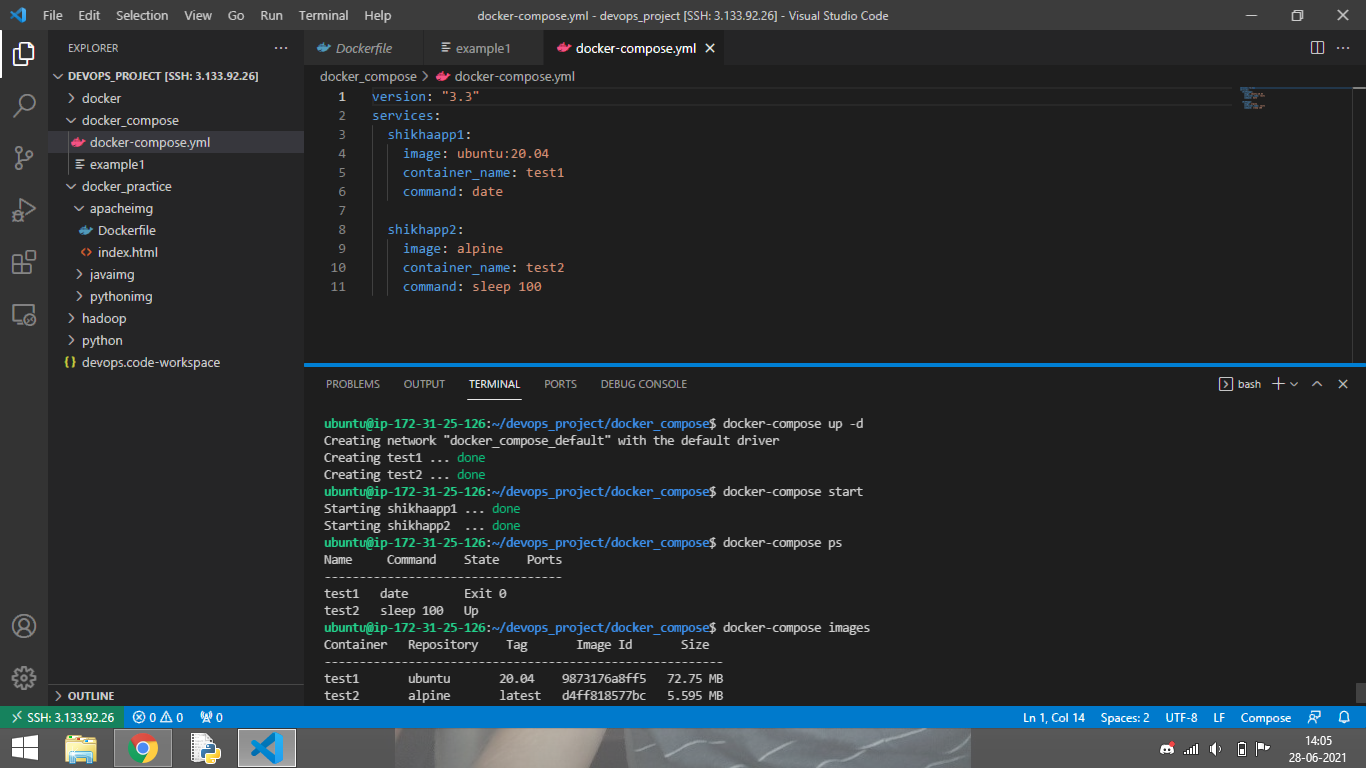 File Edit Selection View Go Run Terminal Help docker-compose.yml - devops_project [SSH: 3.133.92.26] - Visual Studio Code
EXPLORER
DEVOPS_PROJECT [SSH: 3.133.92.26]
docker
docker_compose
docker-compose.yml
example1
docker_practice
apacheimg
Dockerfile
index.html
javaimg
pythonimg
hadoop
python
devops.code-workspace
OUTLINE
Dockerfile example1 docker-compose.yml
docker_compose > docker-compose.yml
1 version: "3.3"
2 services:
3 shikhaapp1:
4 image: ubuntu:20.04
5 container_name: test1
6 command: date
7
8 shikhapp2:
9 image: alpine
10 container_name: test2
11 command: sleep 100
PROBLEMS OUTPUT TERMINAL PORTS DEBUG CONSOLE bash
ubuntu@ip-172-31-25-126:~/devops_project/docker_compose$ docker-compose up -d
Creating network "docker_compose_default" with the default driver
Creating test1 ... done
Creating test2 ... done
ubuntu@ip-172-31-25-126:~/devops_project/docker_compose$ docker-compose start
Starting shikhaapp1 ... done
Starting shikhapp2 ... done
ubuntu@ip-172-31-25-126:~/devops_project/docker_compose$ docker-compose ps
Name Command State Ports
----------------------------------
test1 date Exit 0
test2 sleep 100 Up
ubuntu@ip-172-31-25-126:~/devops_project/docker_compose$ docker-compose images
Container Repository Tag Image Id Size
---------------------------------------------------------
test1 ubuntu 20.04 9873176a8ff5 72.75 MB
test2 alpine latest d4ff818577bc 5.595 MB
SSH: 3.133.92.26 0 0 0 Ln 1, Col 14 Spaces: 2 UTF-8 LF Compose
14:05
28-06-2021